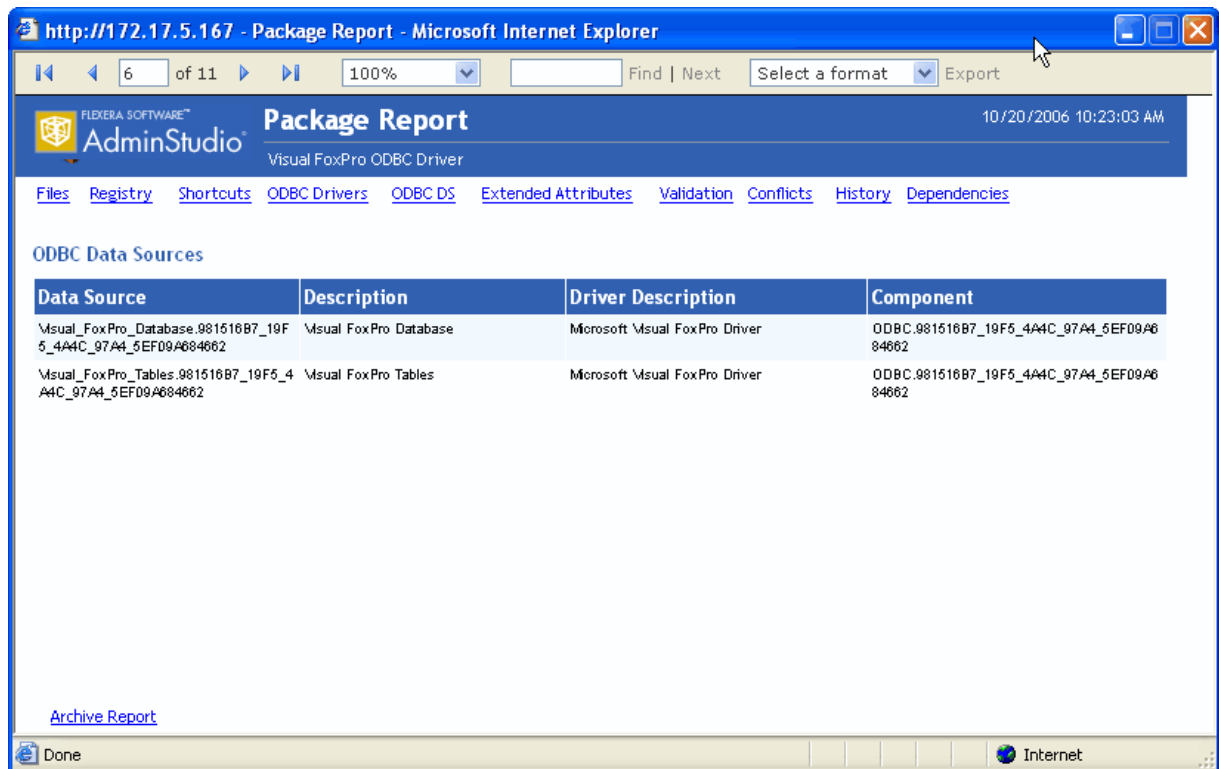 http://172.17.5.167 - Package Report - Microsoft Internet Explorer
6 of 11 100% Find | Next Select a format Export
FLEXERA SOFTWARE™
AdminStudio®
Package Report
10/20/2006 10:23:03 AM
Visual FoxPro ODBC Driver
Files Registry Shortcuts ODBC Drivers ODBC DS Extended Attributes Validation Conflicts History Dependencies
ODBC Data Sources
Data Source Description Driver Description Component
Visual_FoxPro_Database.981516B7_19F Visual FoxPro Database Microsoft Visual FoxPro Driver ODBC.981516B7_19F5_4A4C_97A4_5EF09A6
5_4A4C_97A4_5EF09A684662 84662
Visual_FoxPro_Tables.981516B7_19F5_4 Visual FoxPro Tables Microsoft Visual FoxPro Driver ODBC.981516B7_19F5_4A4C_97A4_5EF09A6
A4C_97A4_5EF09A684662 84662
Archive Report
Done Internet